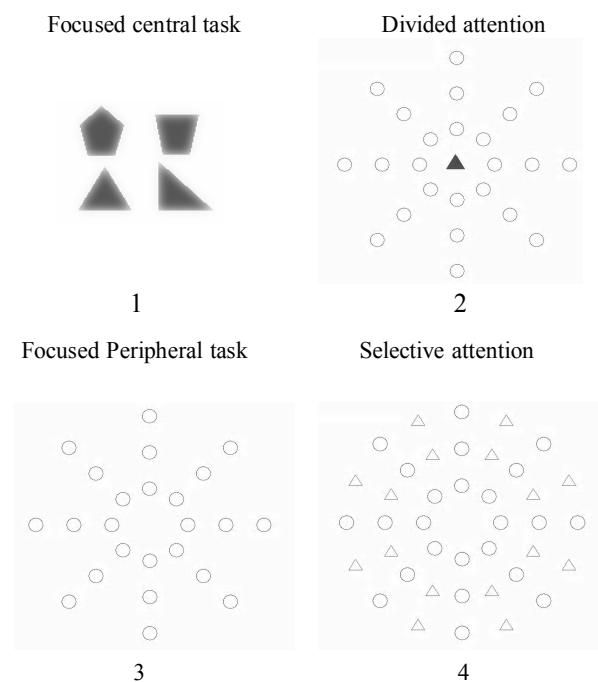 Focused central task
Divided attention
1
2
Focused Peripheral task
Selective attention
3
4